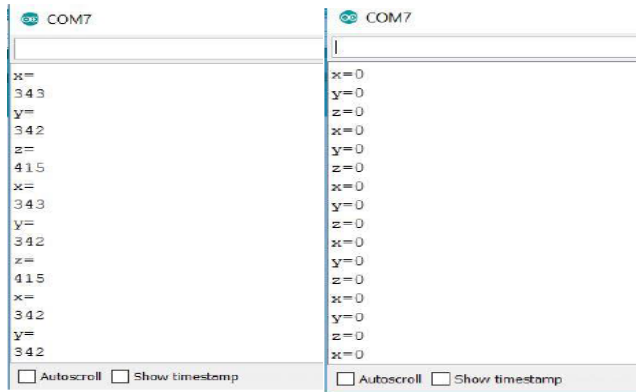 COM7
x=
343
y=
342
z=
415
x=
343
y=
342
z=
415
x=
342
y=
342
Autoscroll Show timestamp
COM7
x=0
y=0
z=0
x=0
y=0
z=0
x=0
y=0
z=0
x=0
y=0
z=0
x=0
y=0
z=0
x=0
Autoscroll Show timestamp